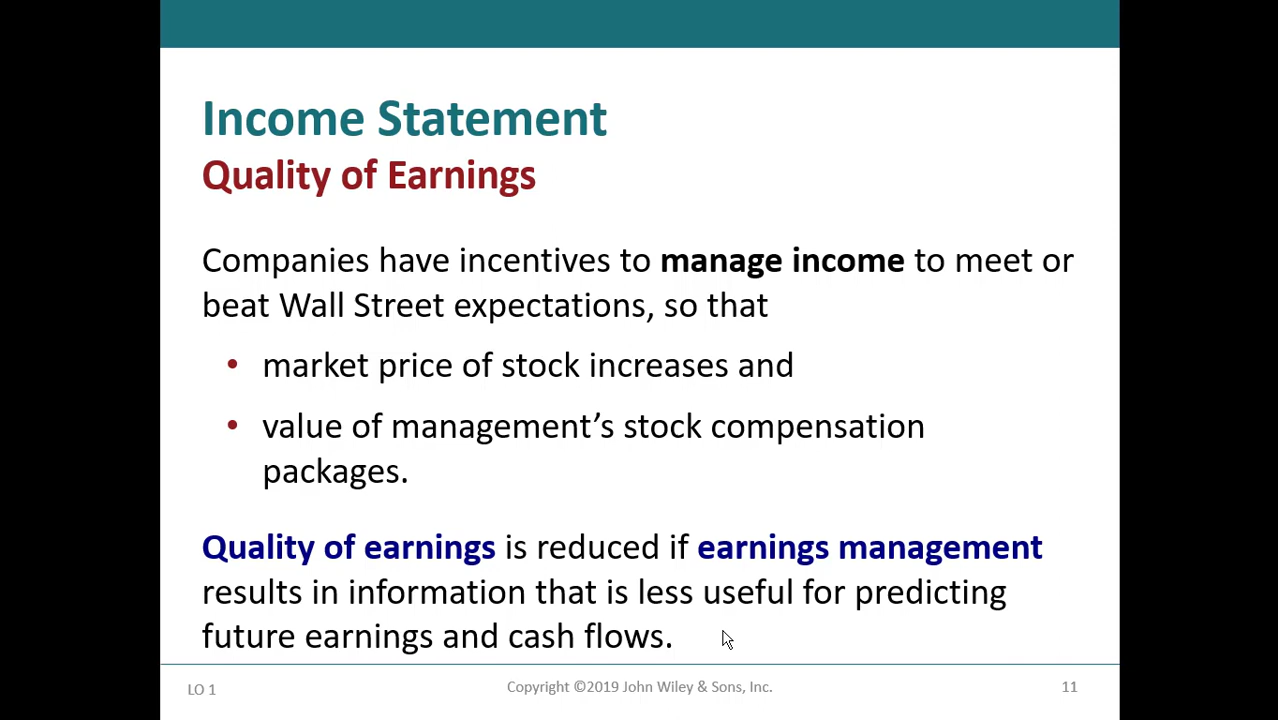 Income Statement
Quality of Earnings
Companies have incentives to manage income to meet or
beat Wall Street expectations, so that
• market price of stock increases and
• value of management’s stock compensation
packages.
Quality of earnings is reduced if earnings management
results in information that is less useful for predicting
future earnings and cash flows.
LO 1
Copyright ©2019 John Wiley & Sons, Inc.
11